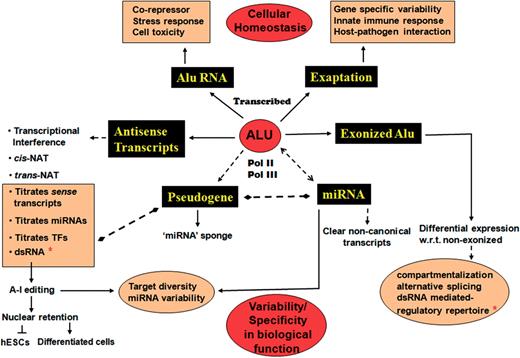 Co-repressor
Stress response
Cell toxicity
Cellular
Homeostasis
Gene specific variability
Innate immune response
Host-pathogen interaction
Alu RNA
Exaptation
Transcribed
• Transcriptional
Interference
• cis-NAT
• trans-NAT
Antisense
Transcripts
ALU
Exonized Alu
Pol II
Pol III
• Titrates sense
transcripts
• Titrates miRNAs
• Titrates TFs
• dsRNA *
Pseudogene
miRNA
‘miRNA’ sponge
Clear non-canonical
transcripts
Differential expression
w.r.t. non-exonized
A-I editing
Target diversity
miRNA variability
Variability/
Specificity
in biological
function
compartmentalization
alternative splicing
dsRNA mediated-
regulatory repertoire *
Nuclear retention
hESCs
Differentiated cells